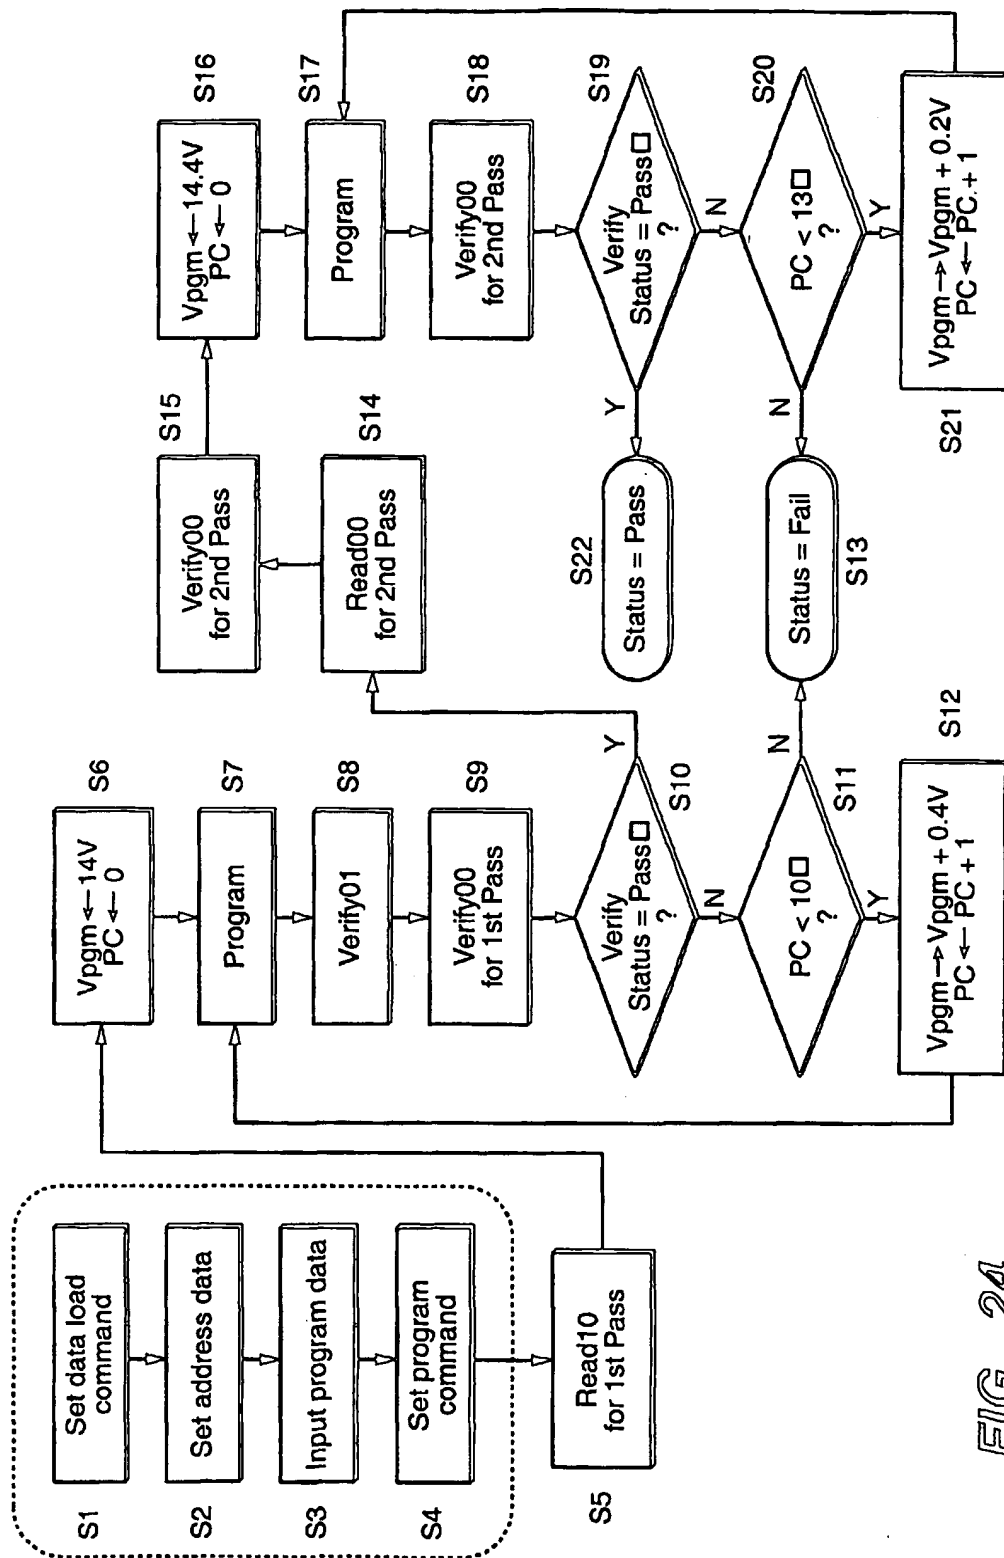 S1
Set data load
command
S2
Set address data
S3
Input program data
S4
Set program
command
S5
Read10
for 1st Pass
S6
Vpgm ← 14V
PC ← 0
S7
Program
S8
Verify01
S9
Verify00
for 1st Pass
S10
Verify
Status = Pass□
?
Y
N
S11
PC < 10□
?
N
Y
S12
Vpgm → Vpgm + 0.4V
PC ← PC + 1
S13
Status = Fail
S14
Read00
for 2nd Pass
S15
Verify00
for 2nd Pass
S16
Vpgm ← 14.4V
PC ← 0
S17
Program
S18
Verify00
for 2nd Pass
S19
Verify
Status = Pass□
?
Y
N
S20
PC < 13□
?
N
Y
S21
Vpgm → Vpgm + 0.2V
PC ← PC. + 1
S22
Status = Pass
FIG_24